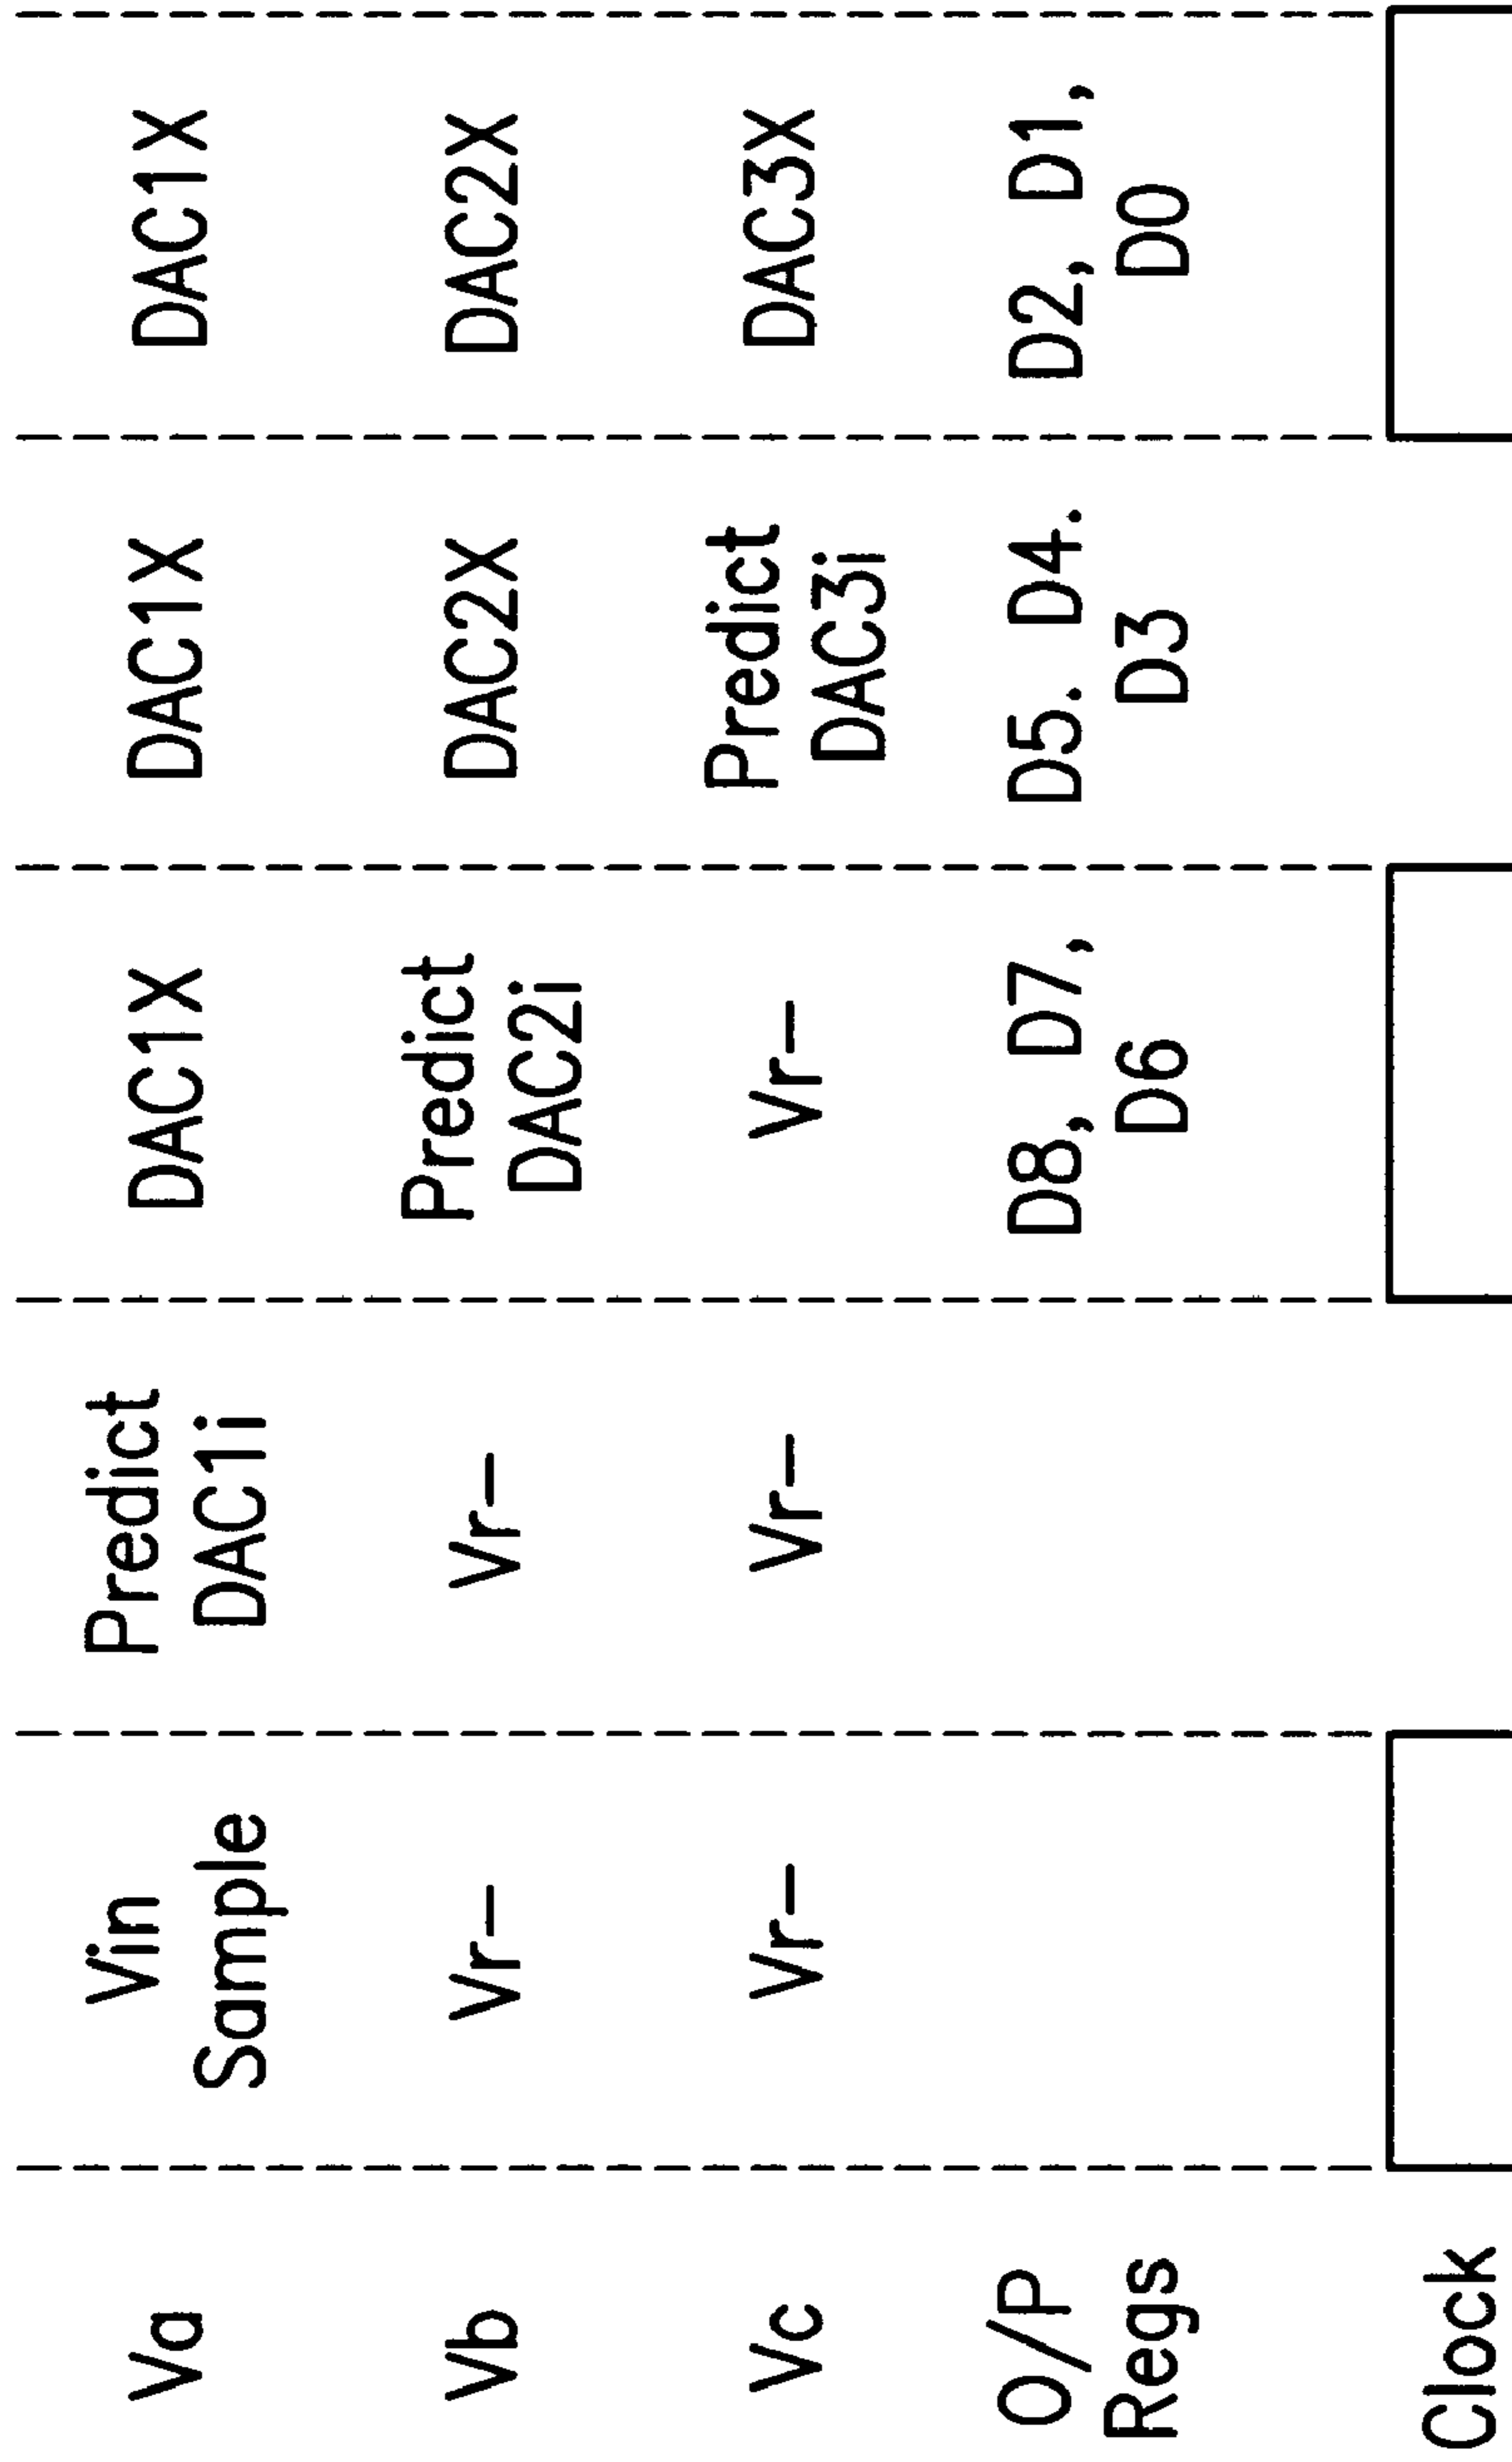 Va
Vin
Sample
Predict
DAC1i
DAC1X
DAC1X
DAC1X
Vb
Vr–
Vr–
Predict
DAC2i
DAC2X
DAC2X
Vc
Vr–
Vr–
Vr–
Predict
DAC3i
DAC3X
O/P
Regs
D8, D7,
D6
D5. D4.
D3
D2, D1,
D0
Clock